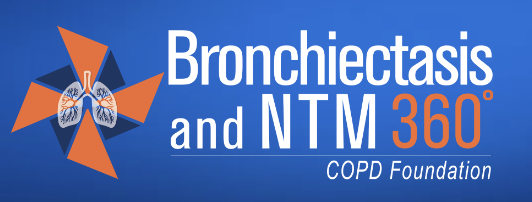 Bronchiectasis
and NTM 360°
COPD Foundation